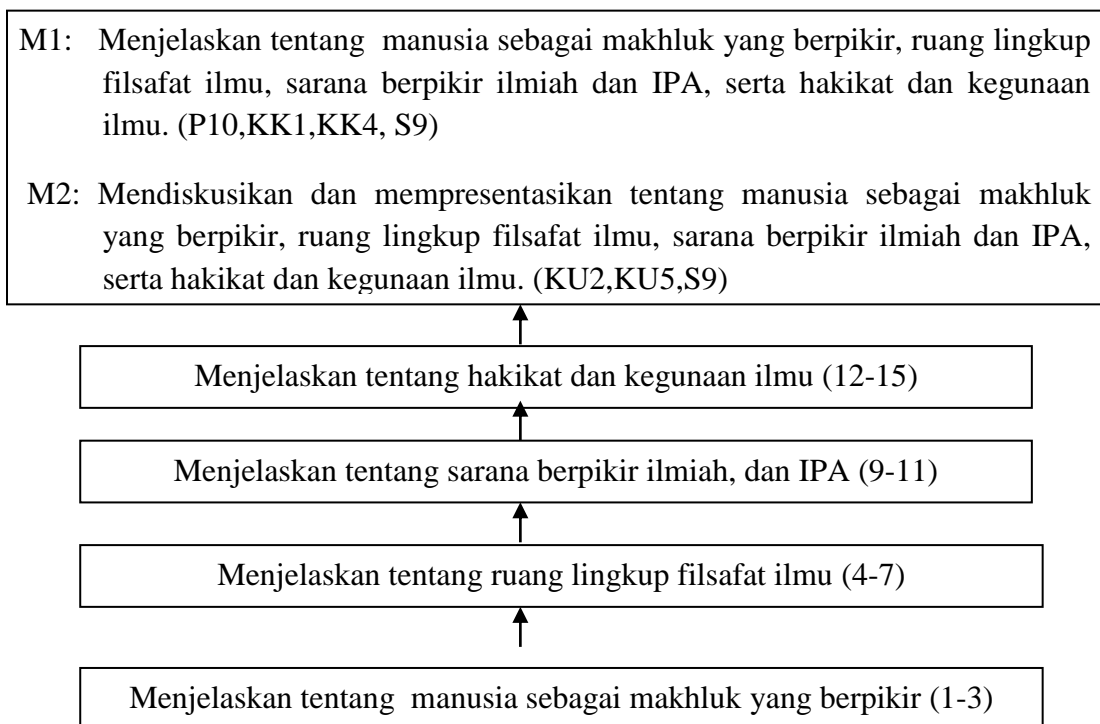 M1: Menjelaskan tentang manusia sebagai makhluk yang berpikir, ruang lingkup
filsafat ilmu, sarana berpikir ilmiah dan IPA, serta hakikat dan kegunaan
ilmu. (P10,KK1,KK4, S9)
M2: Mendiskusikan dan mempresentasikan tentang manusia sebagai makhluk
yang berpikir, ruang lingkup filsafat ilmu, sarana berpikir ilmiah dan IPA,
serta hakikat dan kegunaan ilmu. (KU2,KU5,S9)
Menjelaskan tentang hakikat dan kegunaan ilmu (12-15)
Menjelaskan tentang sarana berpikir ilmiah, dan IPA (9-11)
Menjelaskan tentang ruang lingkup filsafat ilmu (4-7)
Menjelaskan tentang manusia sebagai makhluk yang berpikir (1-3)